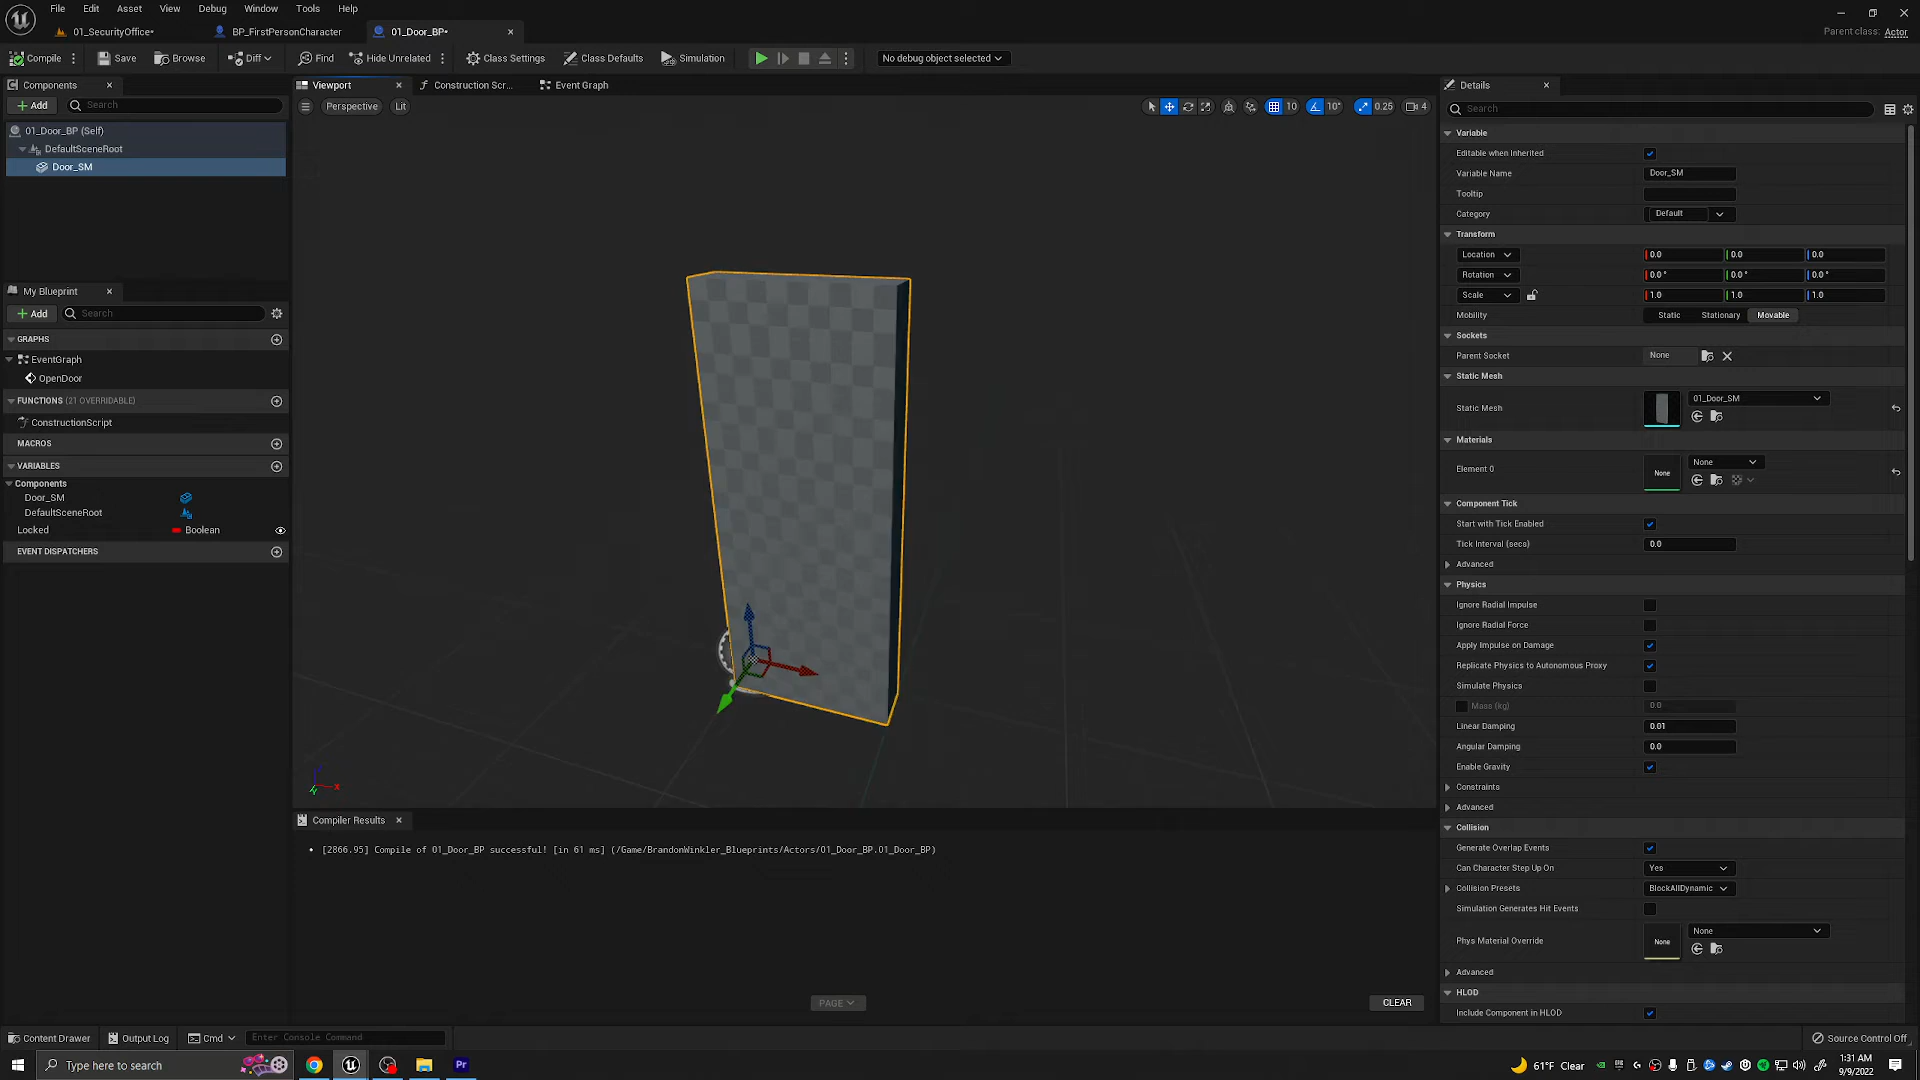 File Edit Asset View Debug Window Tools Help
01_SecurityOffice* BP_FirstPersonCharacter 01_Door_BP*
Parent class: Actor
Compile Save Browse Diff Find Hide Unrelated Class Settings Class Defaults Simulation No debug object selected
Components
Add Search
01_Door_BP (Self)
DefaultSceneRoot
Door_SM
My Blueprint
Add Search
GRAPHS
EventGraph
OpenDoor
FUNCTIONS (21 OVERRIDABLE)
ConstructionScript
MACROS
VARIABLES
Components
Door_SM
DefaultSceneRoot
Locked Boolean
EVENT DISPATCHERS
Viewport Construction Scr... Event Graph
Perspective Lit 10 10° 0.25 4
X
Compiler Results
[2866.95] Compile of 01_Door_BP successful! [in 61 ms] (/Game/BrandonWinkler_Blueprints/Actors/01_Door_BP.01_Door_BP)
PAGE CLEAR
Details
Search
Variable
Editable when Inherited
Variable Name Door_SM
Tooltip
Category Default
Transform
Location 0.0 0.0 0.0
Rotation 0.0° 0.0° 0.0°
Scale 1.0 1.0 1.0
Mobility Static Stationary Movable
Sockets
Parent Socket None
Static Mesh
Static Mesh 01_Door_SM
Materials
Element 0 None None
Component Tick
Start with Tick Enabled
Tick Interval (secs) 0.0
Advanced
Physics
Ignore Radial Impulse
Ignore Radial Force
Apply Impulse on Damage
Replicate Physics to Autonomous Proxy
Simulate Physics
Mass (kg) 0.0
Linear Damping 0.01
Angular Damping 0.0
Enable Gravity
Constraints
Advanced
Collision
Generate Overlap Events
Can Character Step Up On Yes
Collision Presets BlockAllDynamic
Simulation Generates Hit Events
Phys Material Override None None
Advanced
HLOD
Include Component in HLOD
Content Drawer Output Log Cmd Enter Console Command Source Control Off
Type here to search Pr 61°F Clear 1:31 AM
9/9/2022